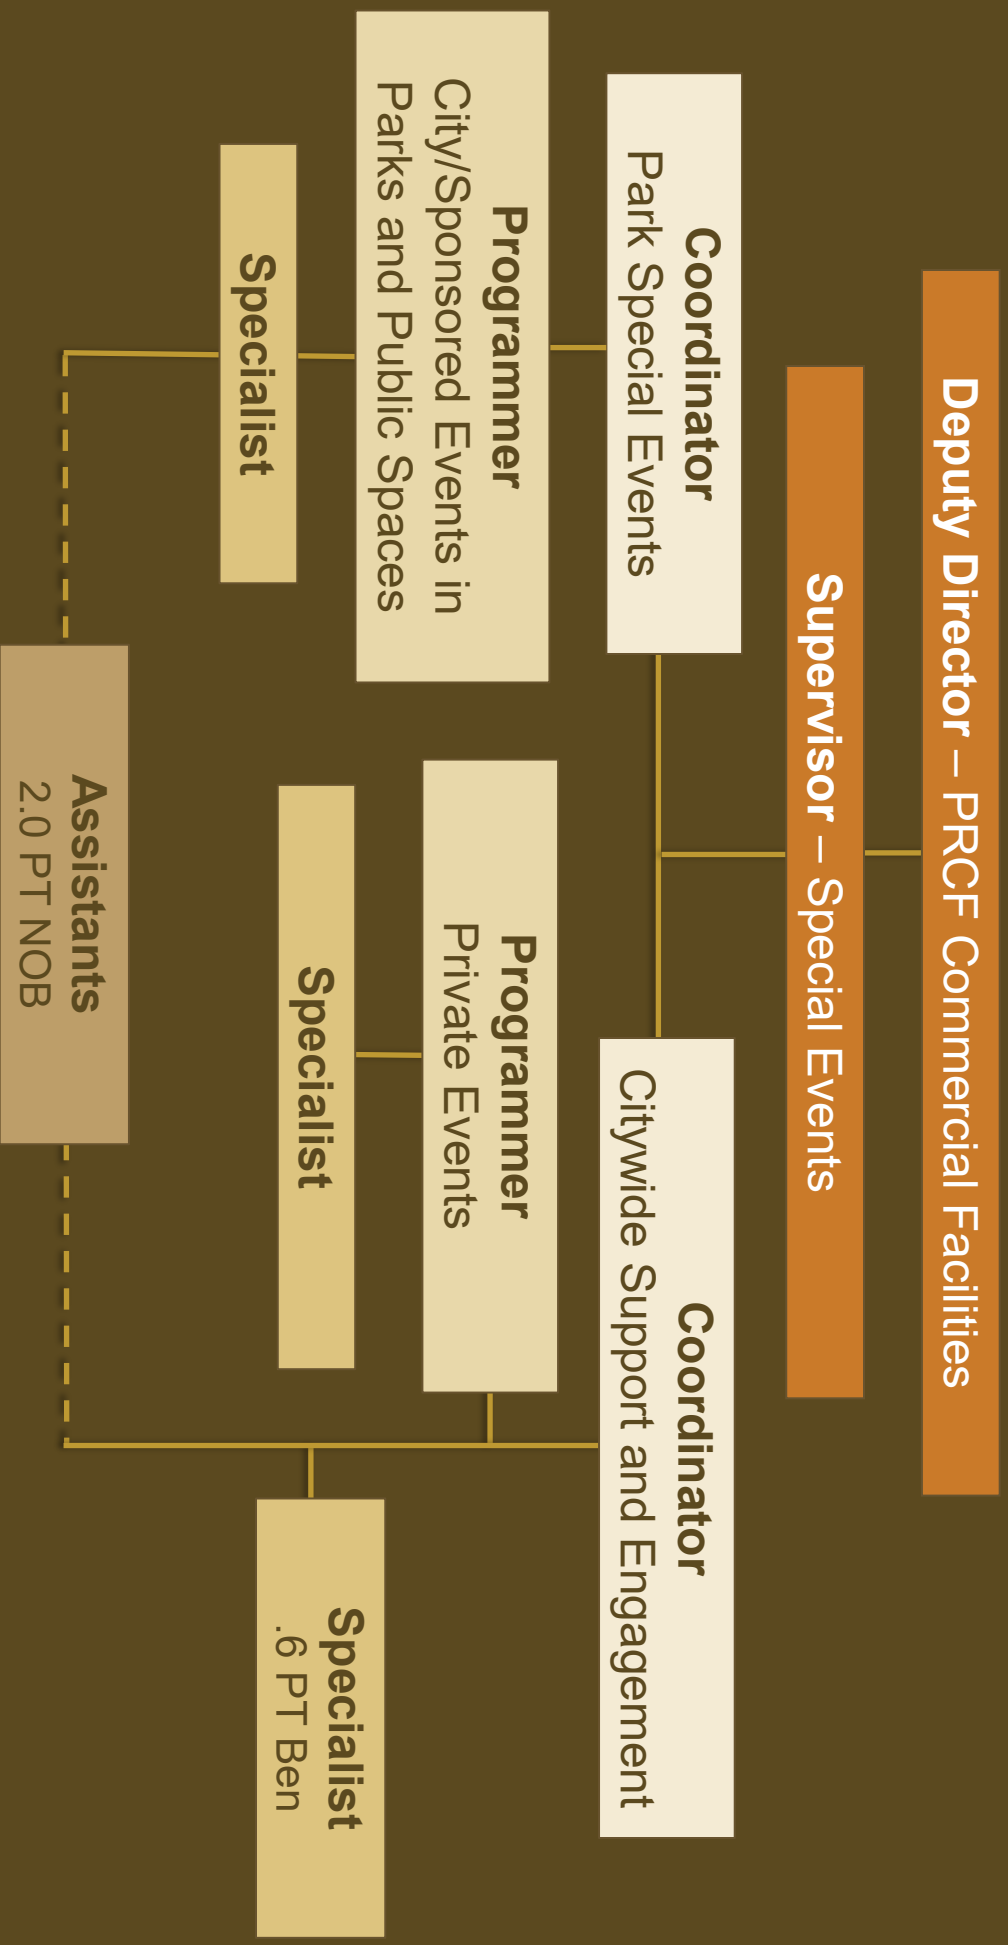 Deputy Director – PRCF Commercial Facilities
Supervisor – Special Events
Coordinator
Park Special Events
Coordinator
Citywide Support and Engagement
Programmer
City/Sponsored Events in
Parks and Public Spaces
Programmer
Private Events
Specialist
Specialist
Specialist
.6 PT Ben
Assistants
2.0 PT NOB